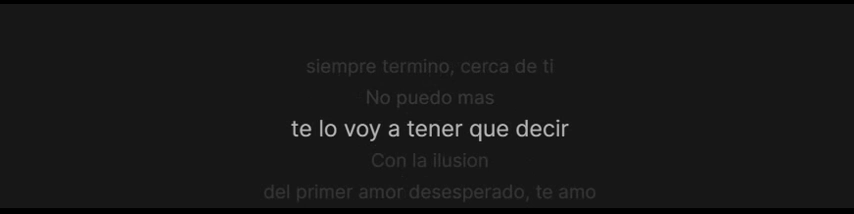 siempre termino, cerca de ti
No puedo mas
te lo voy a tener que decir
Con la ilusion
del primer amor desesperado, te amo